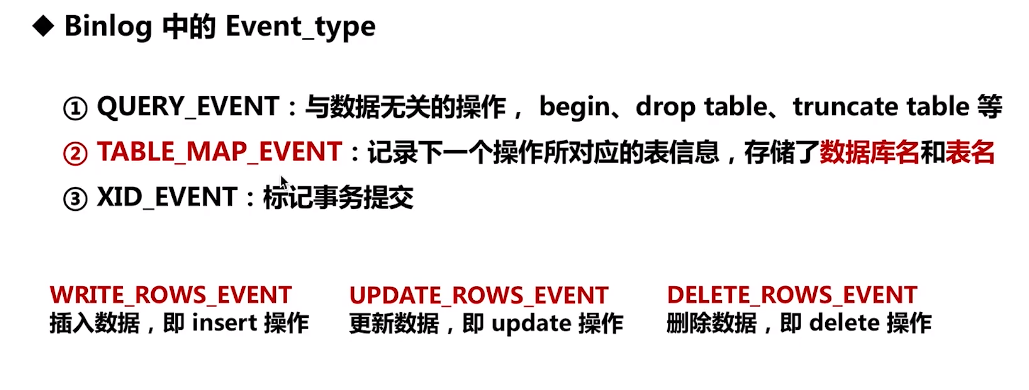 ◆ Binlog 中的 Event_type
① QUERY_EVENT：与数据无关的操作， begin、drop table、truncate table 等
② TABLE_MAP_EVENT：记录下一个操作所对应的表信息，存储了数据库名和表名
③ XID_EVENT：标记事务提交
WRITE_ROWS_EVENT UPDATE_ROWS_EVENT DELETE_ROWS_EVENT
插入数据，即 insert 操作 更新数据，即 update 操作 删除数据，即 delete 操作